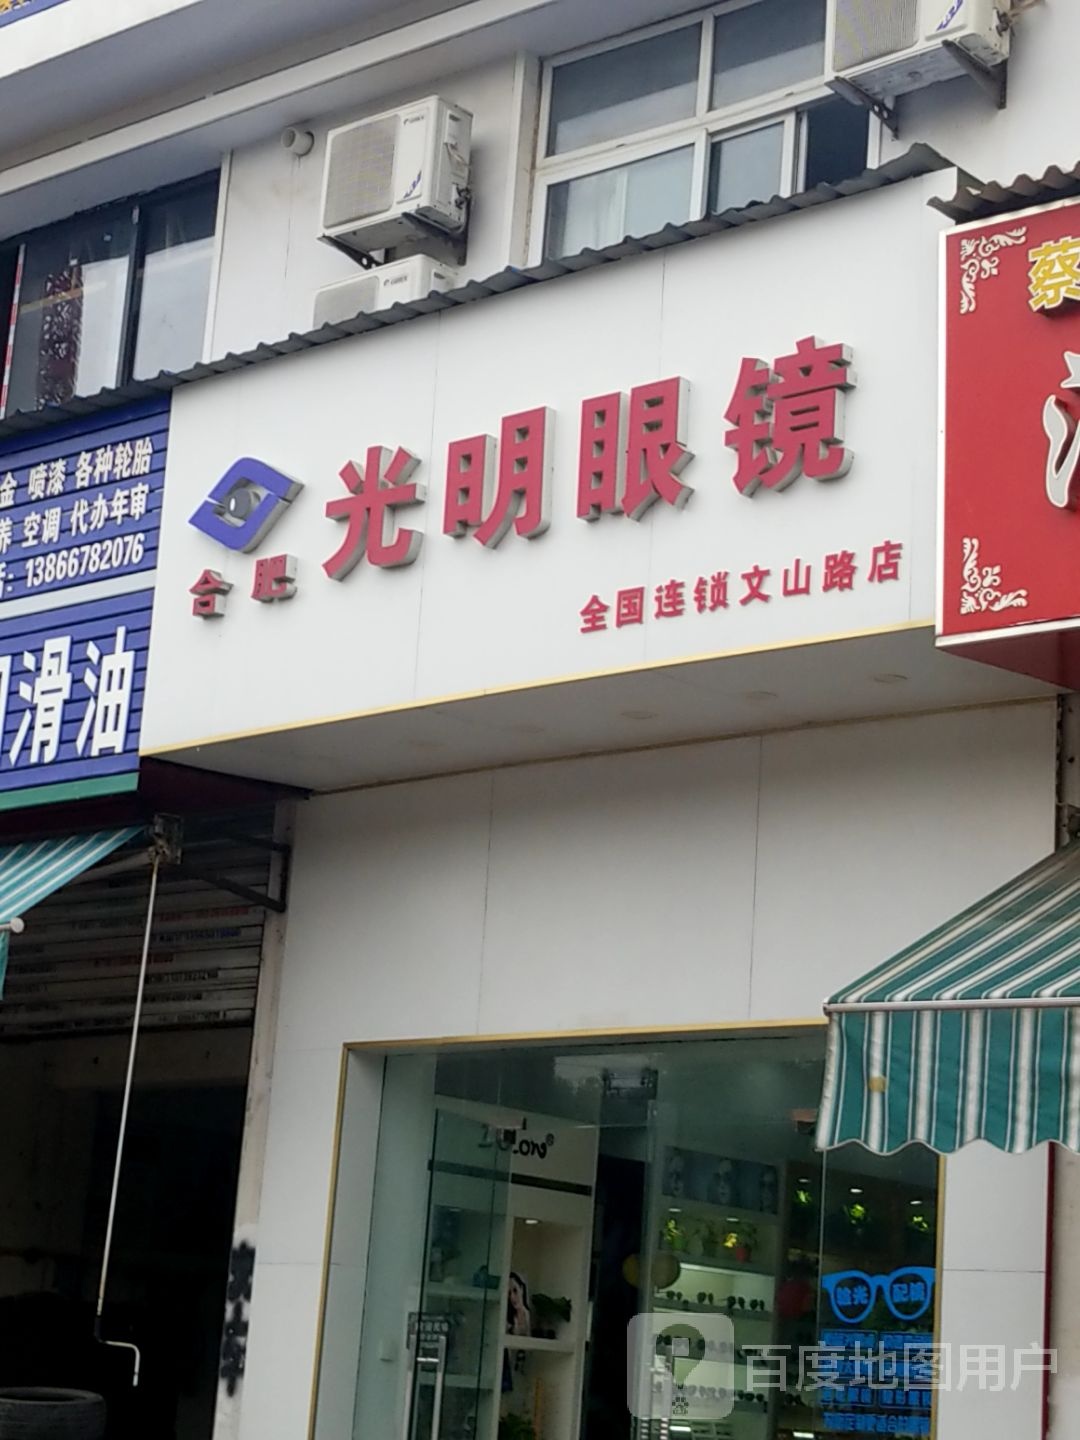 蔡
金 喷漆 各种轮胎
养 空调 代办年审
13866782076
滑油
合肥 光明眼镜
全国连锁文山路店
验光 配镜
百度地图用户